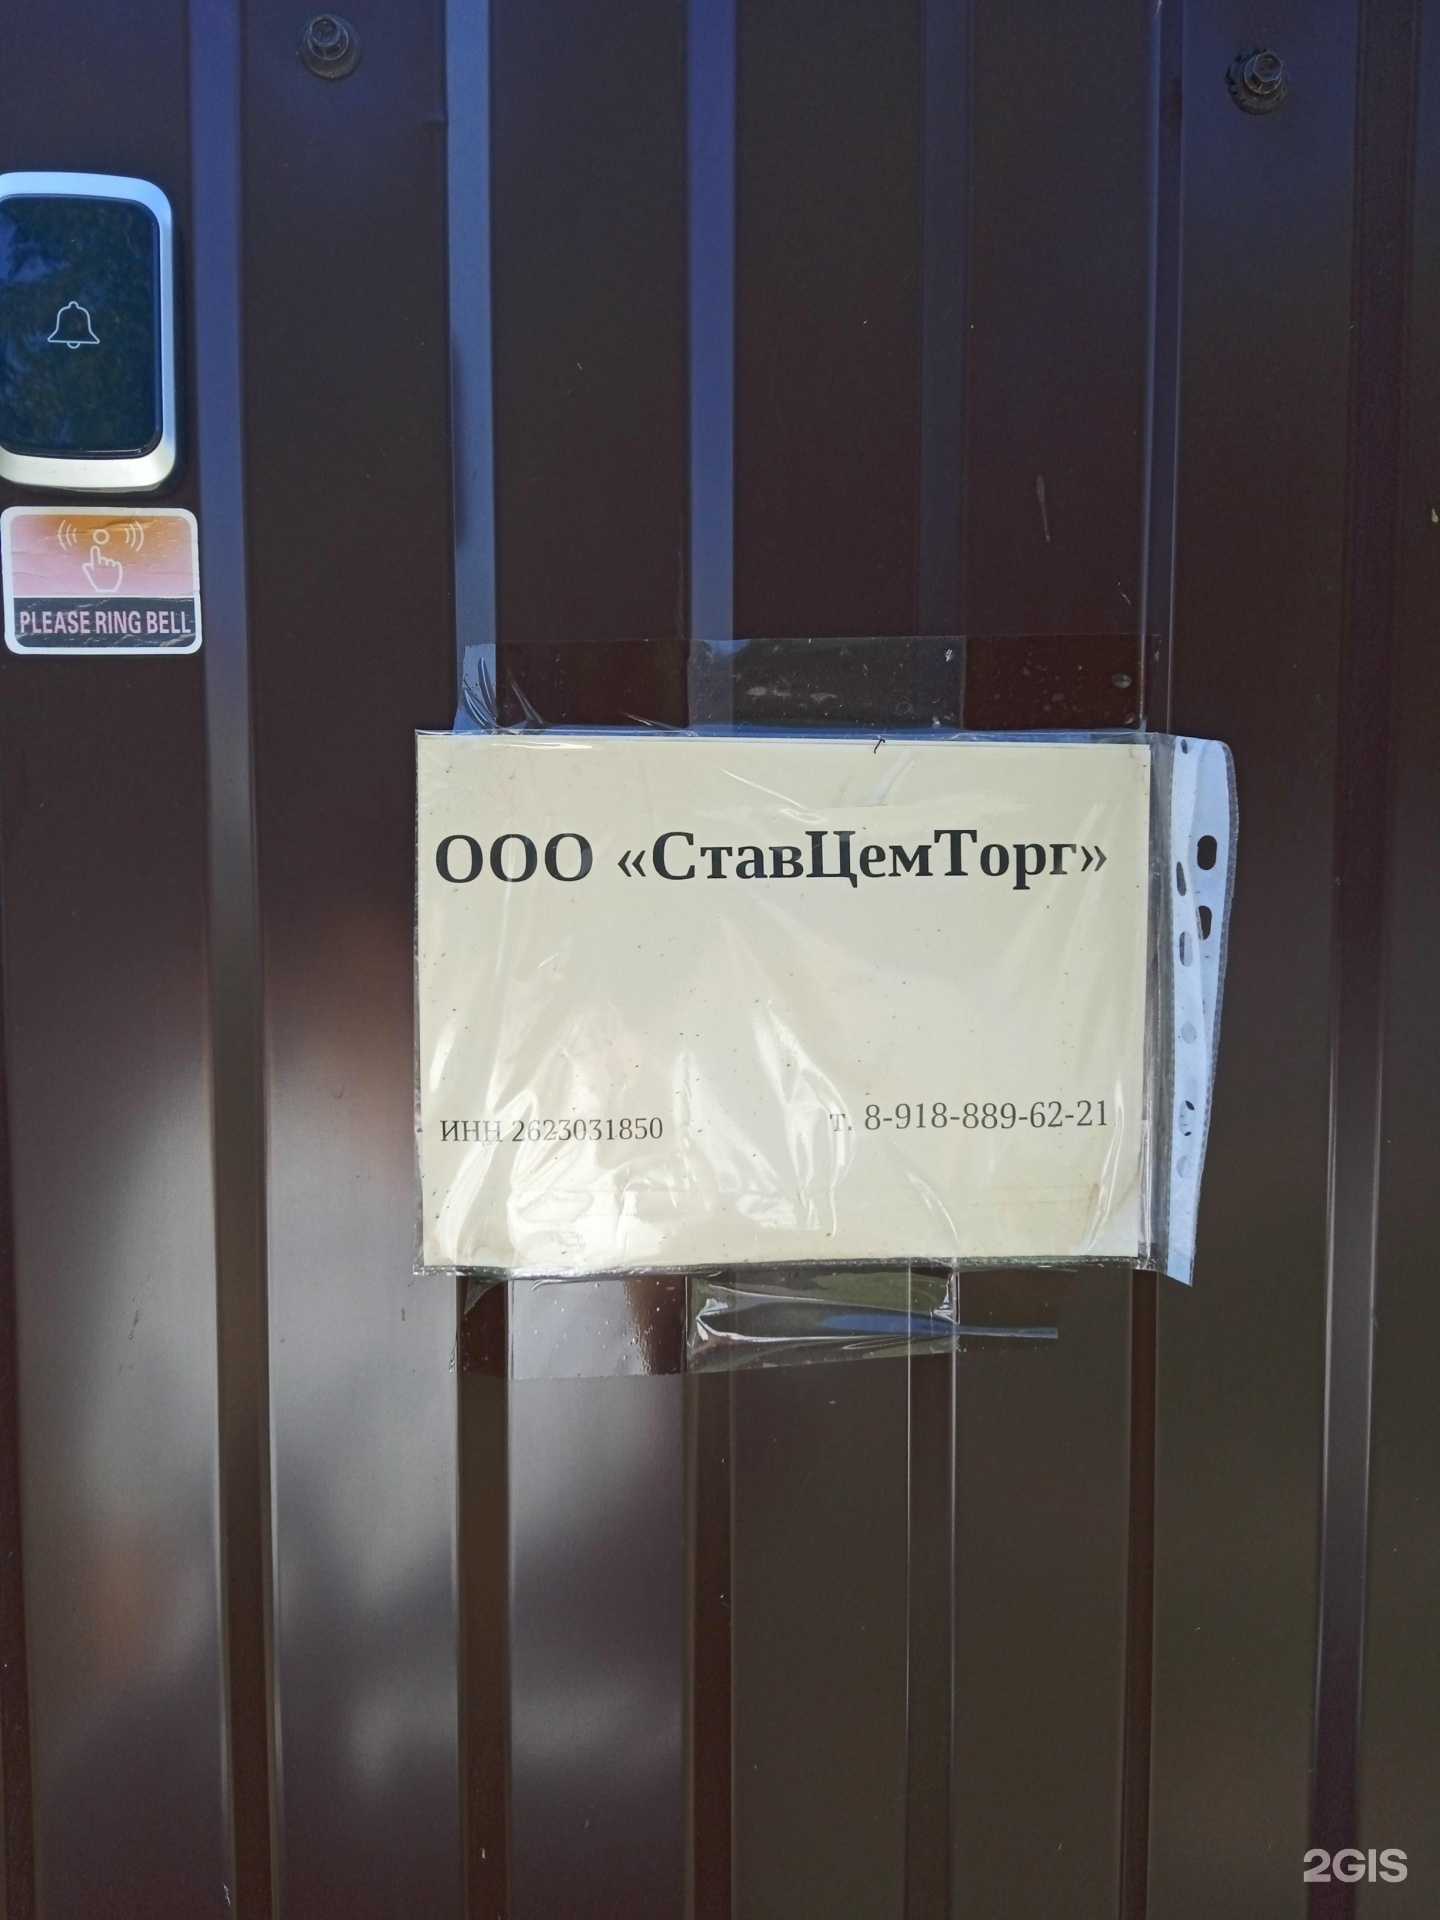 PLEASE RING BELL
ООО «СтавЦемТорг»
ИНН 2623031850
т. 8-918-889-62-21
2GIS